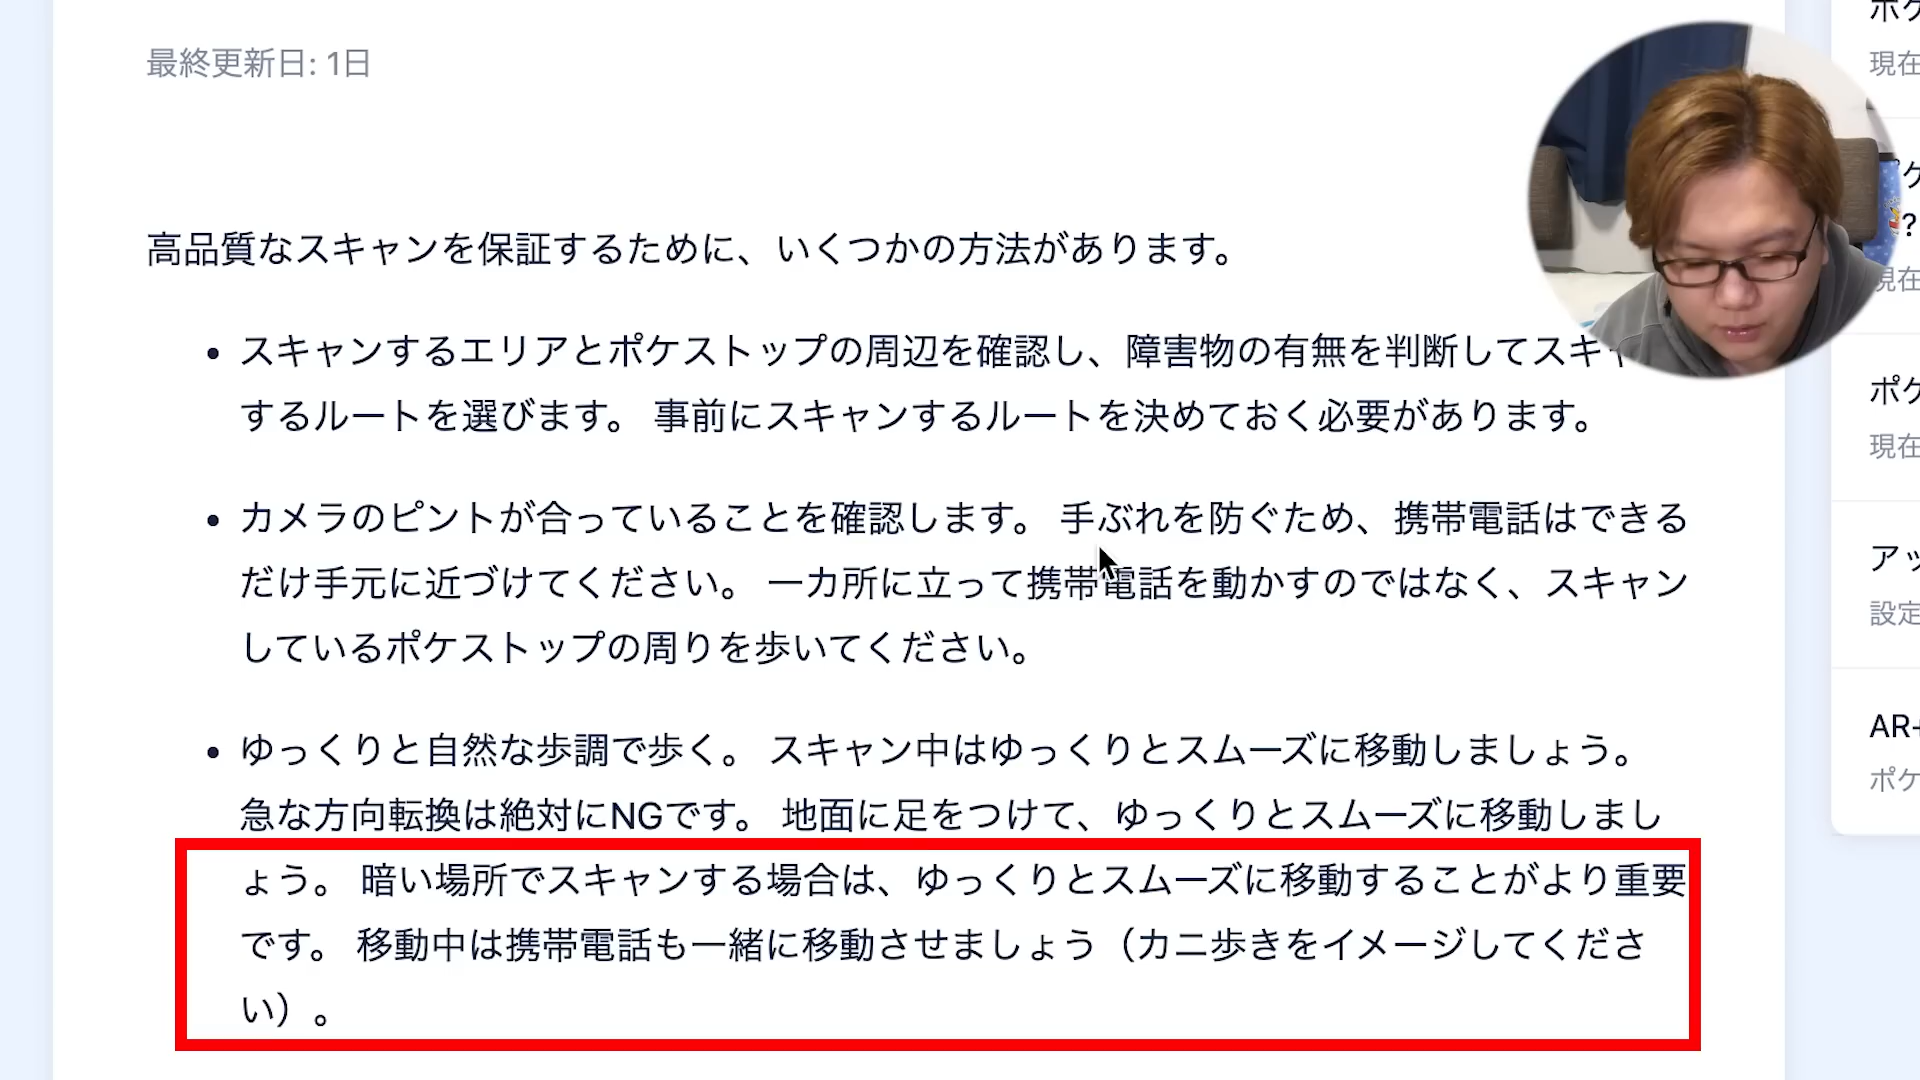 最終更新日: 1日
高品質なスキャンを保証するために、いくつかの方法があります。
• スキャンするエリアとポケストップの周辺を確認し、障害物の有無を判断してスキャ
するルートを選びます。 事前にスキャンするルートを決めておく必要があります。
• カメラのピントが合っていることを確認します。 手ぶれを防ぐため、携帯電話はできる
だけ手元に近づけてください。 一カ所に立って携帯電話を動かすのではなく、スキャン
しているポケストップの周りを歩いてください。
• ゆっくりと自然な歩調で歩く。 スキャン中はゆっくりとスムーズに移動しましょう。
急な方向転換は絶対にNGです。 地面に足をつけて、ゆっくりとスムーズに移動しまし
ょう。 暗い場所でスキャンする場合は、ゆっくりとスムーズに移動することがより重要
です。 移動中は携帯電話も一緒に移動させましょう（カニ歩きをイメージしてくださ
い）。
ポケ
現在
ケ
?
現在
ポケ
現在
アッ
設定
AR+
ポケ